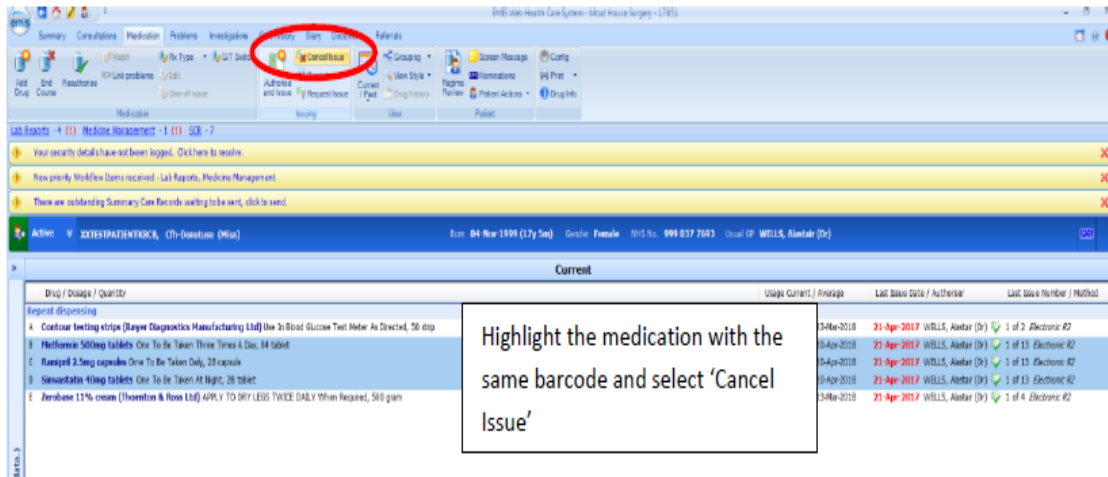 emis
EMIS Web Health Care System - Moat House Surgery - 17851
Summary Consultations Medication Problems Investigations History Diary Referrals
Match Rx Type Cancel Issue Grouping Screen Message Config
Link problems Edit View Style Nominations Print
Add Drug End Course Reauthorise One off Issue Authorise and Issue Request Issue Current / Past Drug History Regime Review Patient Actions Drug Info
Medication Issuing View Patient
Lab Reports - 4 (1) Medicine Management - 1 (1) SCR - 7
Your security details have not been logged. Click here to resolve.
New priority Workflow Items received - Lab Reports, Medicine Management
There are outstanding Summary Care Records waiting to be sent, click to send.
Active XXTESTPATIENTKBCB, CTh-Donotuse (Miss) Born 04-Nov-1999 (17y 5m) Gender Female NHS No. 999 037 7693 Usual GP WELLS, Alastair (Dr)
Current
Drug / Dosage / Quantity Usage Current / Average Last Issue Date / Authoriser Last Issue Number / Method
Repeat dispensing
A Contour testing strips (Bayer Diagnostics Manufacturing Ltd) Use In Blood Glucose Test Meter As Directed, 50 strip 21-Apr-2017 WELLS, Alastair (Dr) 1 of 2 Electronic R2
B Metformin 500mg tablets One To Be Taken Three Times A Day, 84 tablet 21-Apr-2017 WELLS, Alastair (Dr) 1 of 13 Electronic R2
C Ramipril 2.5mg capsules One To Be Taken Daily, 28 capsule 21-Apr-2017 WELLS, Alastair (Dr) 1 of 13 Electronic R2
D Simvastatin 40mg tablets One To Be Taken At Night, 28 tablet 21-Apr-2017 WELLS, Alastair (Dr) 1 of 13 Electronic R2
E Zerobase 11% cream (Thornton & Ross Ltd) APPLY TO DRY LEGS TWICE DAILY When Required, 500 gram 21-Apr-2017 WELLS, Alastair (Dr) 1 of 4 Electronic R2
Highlight the medication with the
same barcode and select ‘Cancel
Issue’